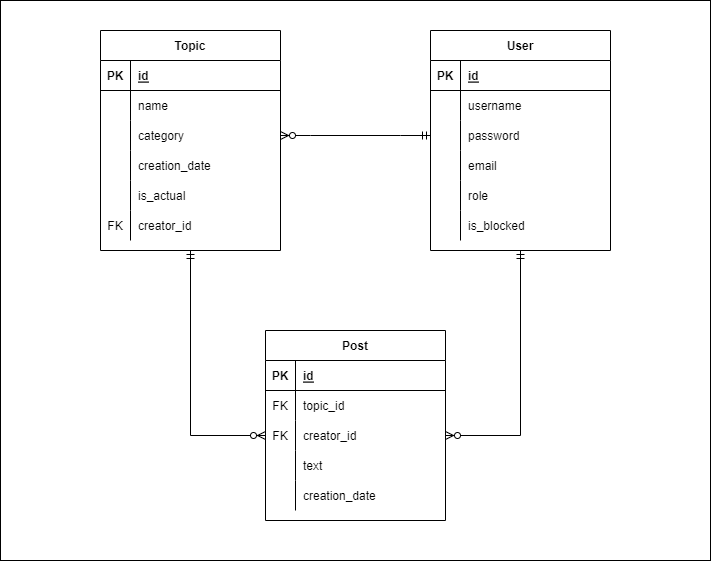 Topic
PK id
name
category
creation_date
is_actual
FK creator_id
User
PK id
username
password
email
role
is_blocked
Post
PK id
FK topic_id
FK creator_id
text
creation_date